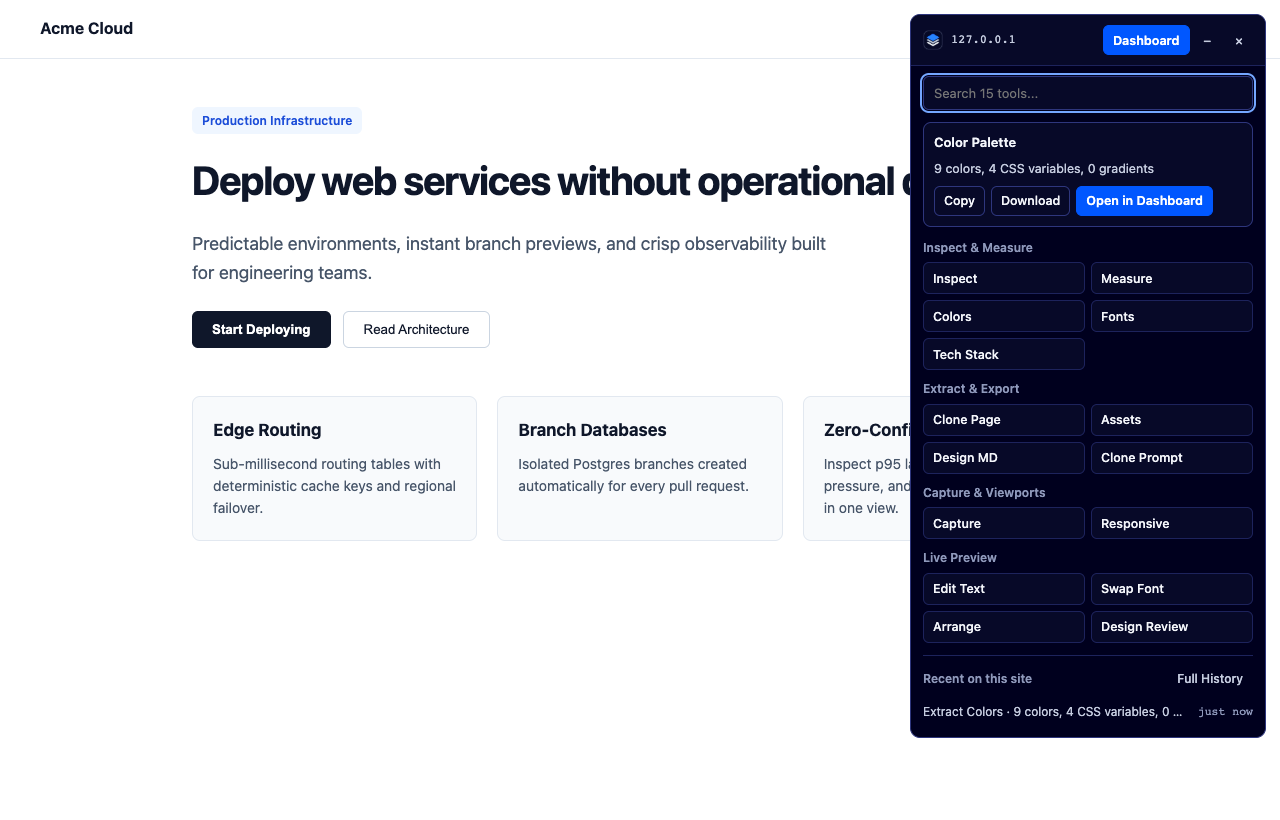 Acme Cloud
Production Infrastructure
Deploy web services without operational
Predictable environments, instant branch previews, and crisp observability built
for engineering teams.
Start Deploying
Read Architecture
Edge Routing
Sub-millisecond routing tables with
deterministic cache keys and regional
failover.
Branch Databases
Isolated Postgres branches created
automatically for every pull request.
Zero-Confi
Inspect p95
pressure, and
in one view.
127.0.0.1
Dashboard
–
×
Search 15 tools...
Color Palette
9 colors, 4 CSS variables, 0 gradients
Copy
Download
Open in Dashboard
Inspect & Measure
Inspect
Measure
Colors
Fonts
Tech Stack
Extract & Export
Clone Page
Assets
Design MD
Clone Prompt
Capture & Viewports
Capture
Responsive
Live Preview
Edit Text
Swap Font
Arrange
Design Review
Recent on this site
Full History
Extract Colors · 9 colors, 4 CSS variables, 0 ...
just now